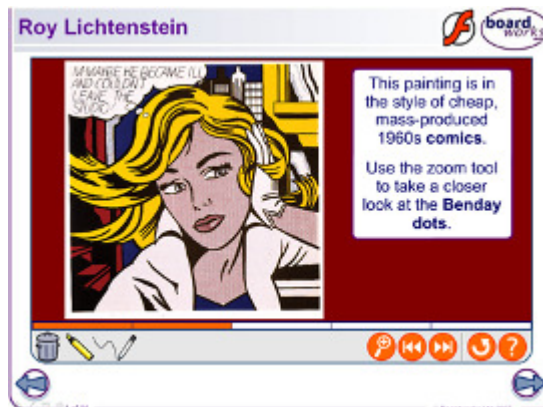 Roy Lichtenstein
board
works
M-MAYBE HE BECAME ILL
AND COULDN'T
LEAVE THE
STUDIO!
This painting is in
the style of cheap,
mass-produced
1960s comics.
Use the zoom tool
to take a closer
look at the Benday
dots.
?